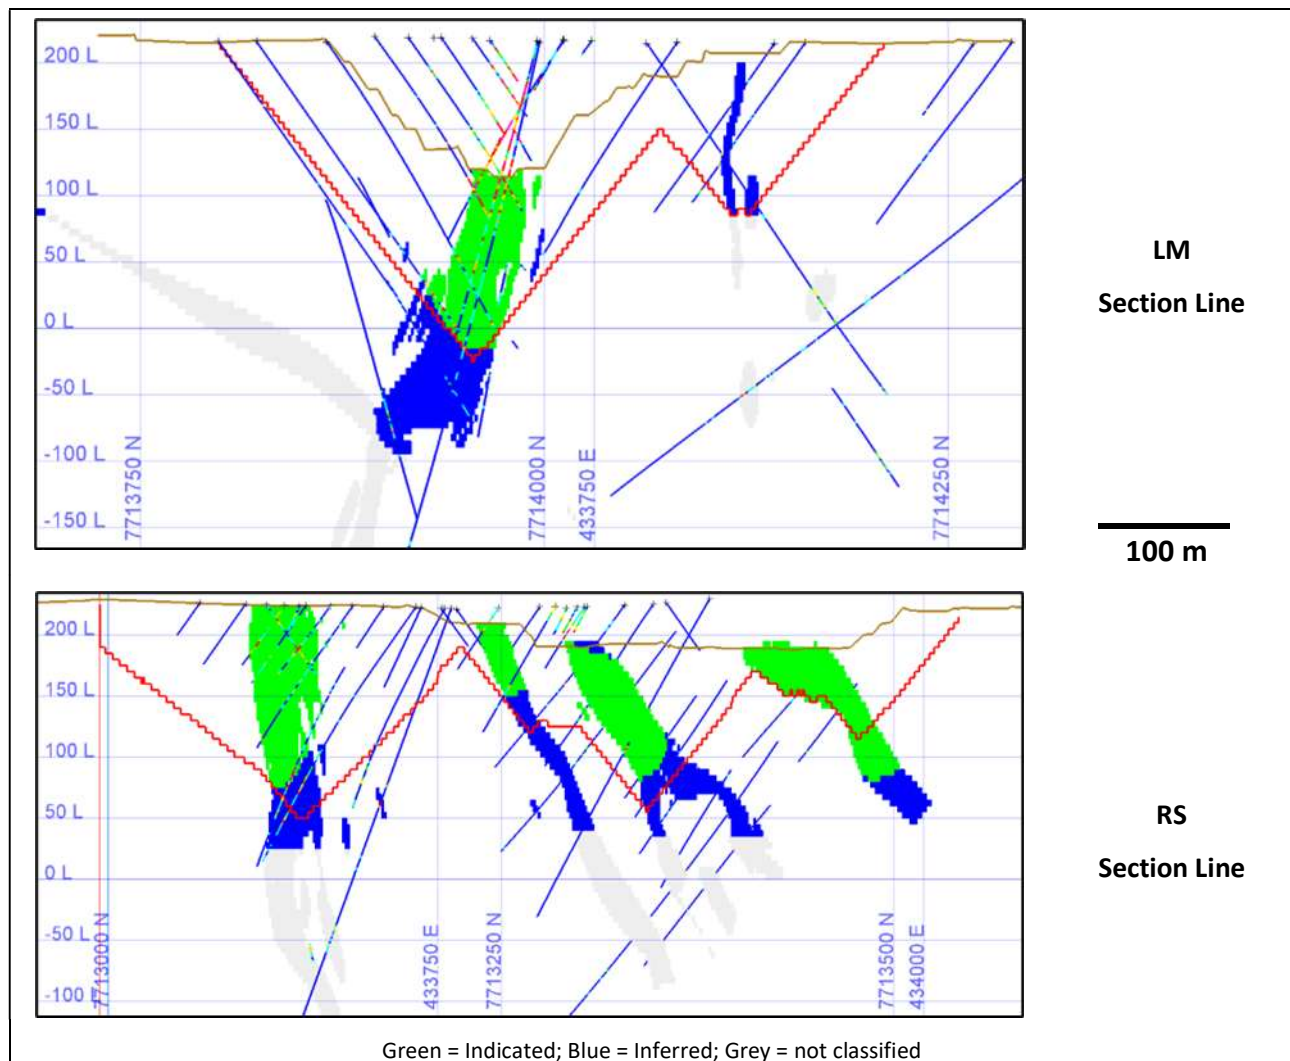 200 L
150 L
100 L
50 L
0 L
-50 L
-100 L
-150 L
7713750 N
7714000 N
433750 E
7714250 N
LM
Section Line
100 m
200 L
150 L
100 L
50 L
0 L
-50 L
-100 L
7713000 N
433750 E
7713250 N
7713500 N
434000 E
RS
Section Line
Green = Indicated; Blue = Inferred; Grey = not classified